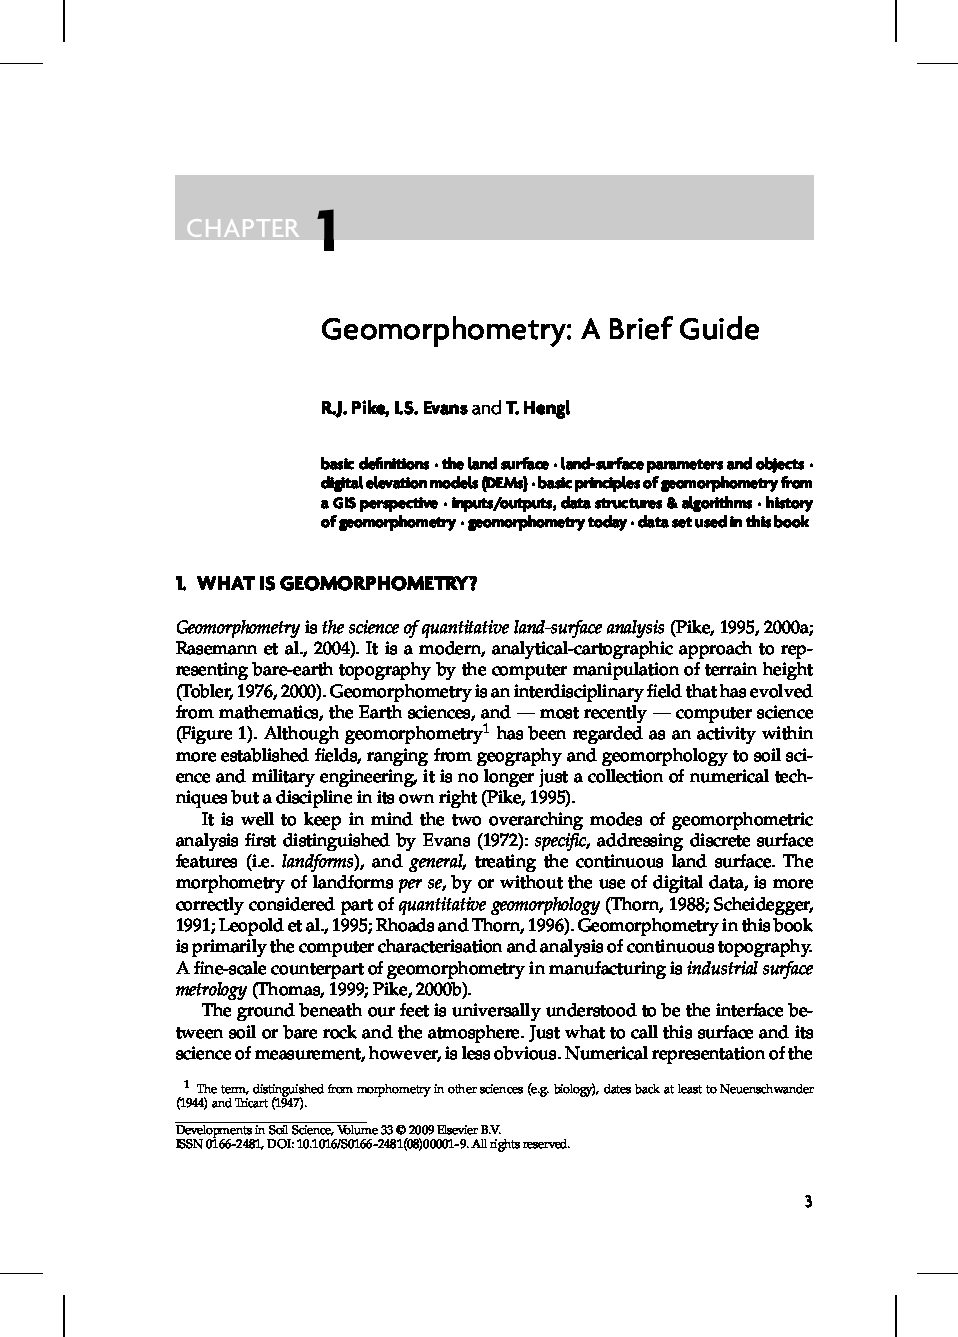 CHAPTER 1
Geomorphometry: A Brief Guide
R.J. Pike, I.S. Evans and T. Hengl
basic definitions · the land surface · land-surface parameters and objects ·
digital elevation models (DEMs) · basic principles of geomorphometry from
a GIS perspective · inputs/outputs, data structures & algorithms · history
of geomorphometry · geomorphometry today · data set used in this book
1. WHAT IS GEOMORPHOMETRY?
Geomorphometry is the science of quantitative land-surface analysis (Pike, 1995, 2000a;
Rasemann et al., 2004). It is a modern, analytical-cartographic approach to rep-
resenting bare-earth topography by the computer manipulation of terrain height
(Tobler, 1976, 2000). Geomorphometry is an interdisciplinary field that has evolved
from mathematics, the Earth sciences, and — most recently — computer science
(Figure 1). Although geomorphometry1 has been regarded as an activity within
more established fields, ranging from geography and geomorphology to soil sci-
ence and military engineering, it is no longer just a collection of numerical tech-
niques but a discipline in its own right (Pike, 1995).
It is well to keep in mind the two overarching modes of geomorphometric
analysis first distinguished by Evans (1972): specific, addressing discrete surface
features (i.e. landforms), and general, treating the continuous land surface. The
morphometry of landforms per se, by or without the use of digital data, is more
correctly considered part of quantitative geomorphology (Thorn, 1988; Scheidegger,
1991; Leopold et al., 1995; Rhoads and Thorn, 1996). Geomorphometry in this book
is primarily the computer characterisation and analysis of continuous topography.
A fine-scale counterpart of geomorphometry in manufacturing is industrial surface
metrology (Thomas, 1999; Pike, 2000b).
The ground beneath our feet is universally understood to be the interface be-
tween soil or bare rock and the atmosphere. Just what to call this surface and its
science of measurement, however, is less obvious. Numerical representation of the
1 The term, distinguished from morphometry in other sciences (e.g. biology), dates back at least to Neuenschwander
(1944) and Tricart (1947).
Developments in Soil Science, Volume 33 © 2009 Elsevier B.V.
ISSN 0166-2481, DOI: 10.1016/S0166-2481(08)00001-9. All rights reserved.
3